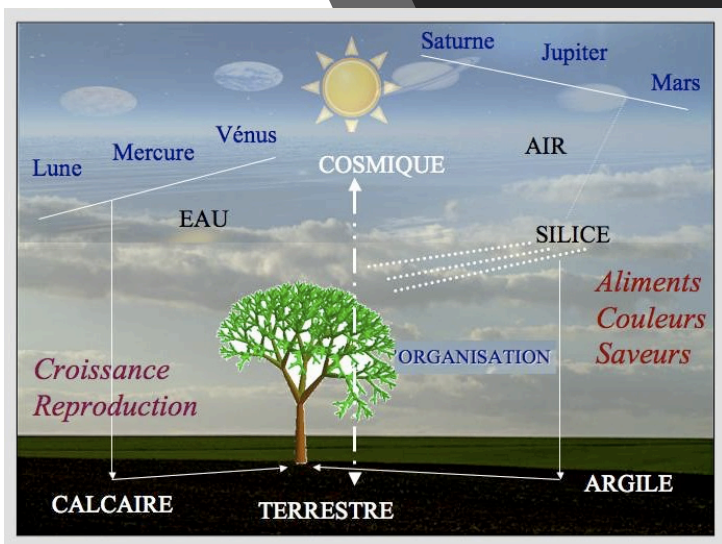 Saturne
Jupiter
Mars
Vénus
Mercure
Lune
AIR
COSMIQUE
EAU
SILICE
Aliments
Couleurs
Saveurs
ORGANISATION
Croissance
Reproduction
ARGILE
CALCAIRE
TERRESTRE